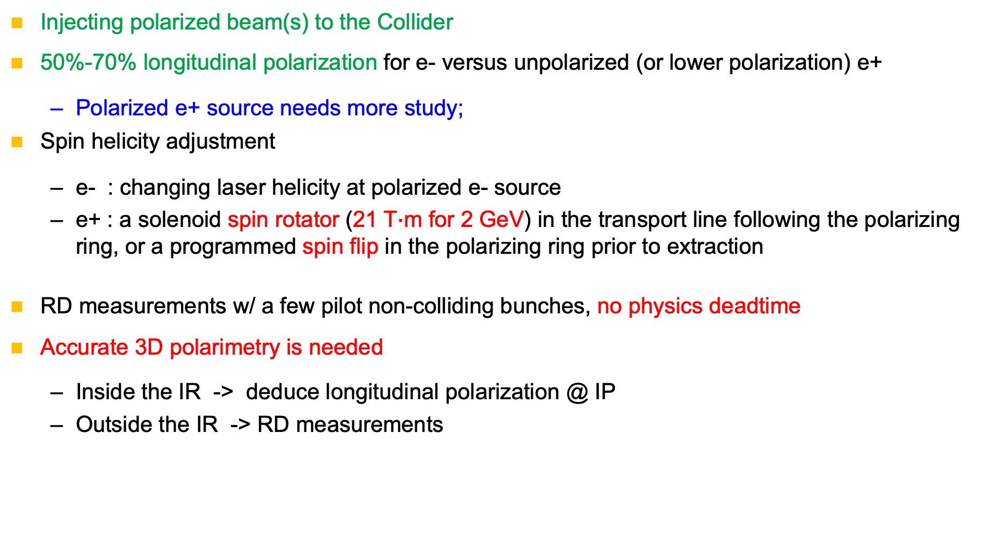 Injecting polarized beam(s) to the Collider
50%-70% longitudinal polarization for e- versus unpolarized (or lower polarization) e+
– Polarized e+ source needs more study;
Spin helicity adjustment
– e- : changing laser helicity at polarized e- source
– e+ : a solenoid spin rotator (21 T·m for 2 GeV) in the transport line following the polarizing
ring, or a programmed spin flip in the polarizing ring prior to extraction
RD measurements w/ a few pilot non-colliding bunches, no physics deadtime
Accurate 3D polarimetry is needed
– Inside the IR -> deduce longitudinal polarization @ IP
– Outside the IR -> RD measurements